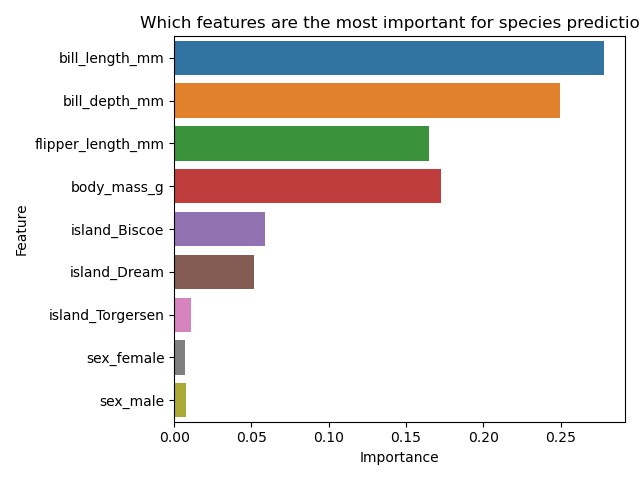 Which features are the most important for species predictio
bill_length_mm
bill_depth_mm
flipper_length_mm
body_mass_g
island_Biscoe
island_Dream
island_Torgersen
sex_female
sex_male
Feature
0.00 0.05 0.10 0.15 0.20 0.25
Importance